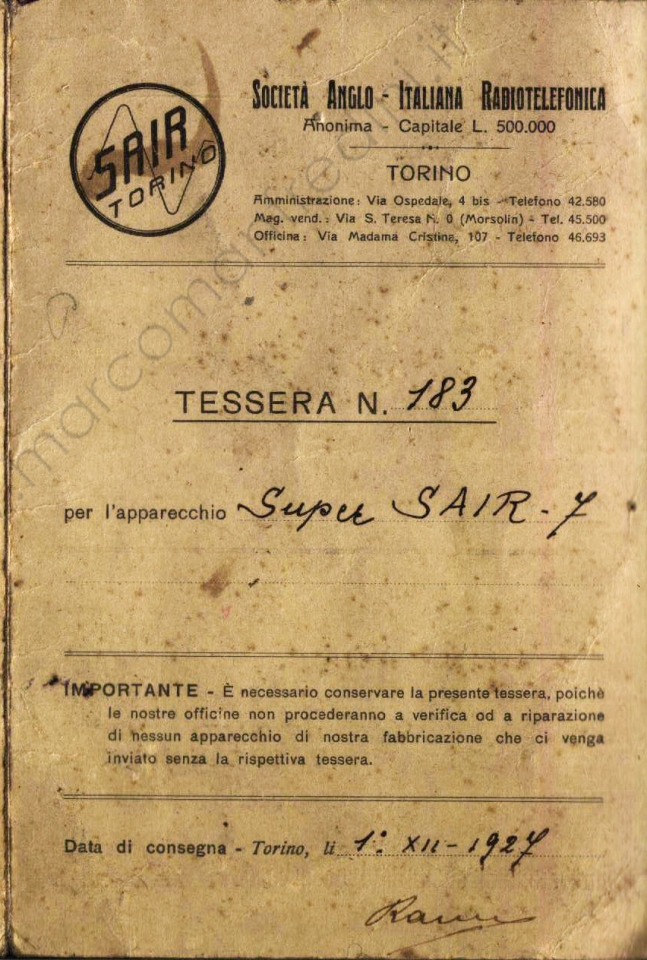 SAIR
TORINO
SOCIETÀ ANGLO - ITALIANA RADIOTELEFONICA
Anonima - Capitale L. 500.000
TORINO
Amministrazione: Via Ospedale, 4 bis - Telefono 42.580
Mag. vend.: Via S. Teresa N. 0 (Morsolin) - Tel. 45.500
Officina: Via Madama Cristina, 107 - Telefono 46.693
TESSERA N. 183
per l'apparecchio Super SAIR - 7
IMPORTANTE - È necessario conservare la presente tessera, poichè
le nostre officine non procederanno a verifica od a riparazione
di nessun apparecchio di nostra fabbricazione che ci venga
inviato senza la rispettiva tessera.
Data di consegna - Torino, li 1° XII - 1927